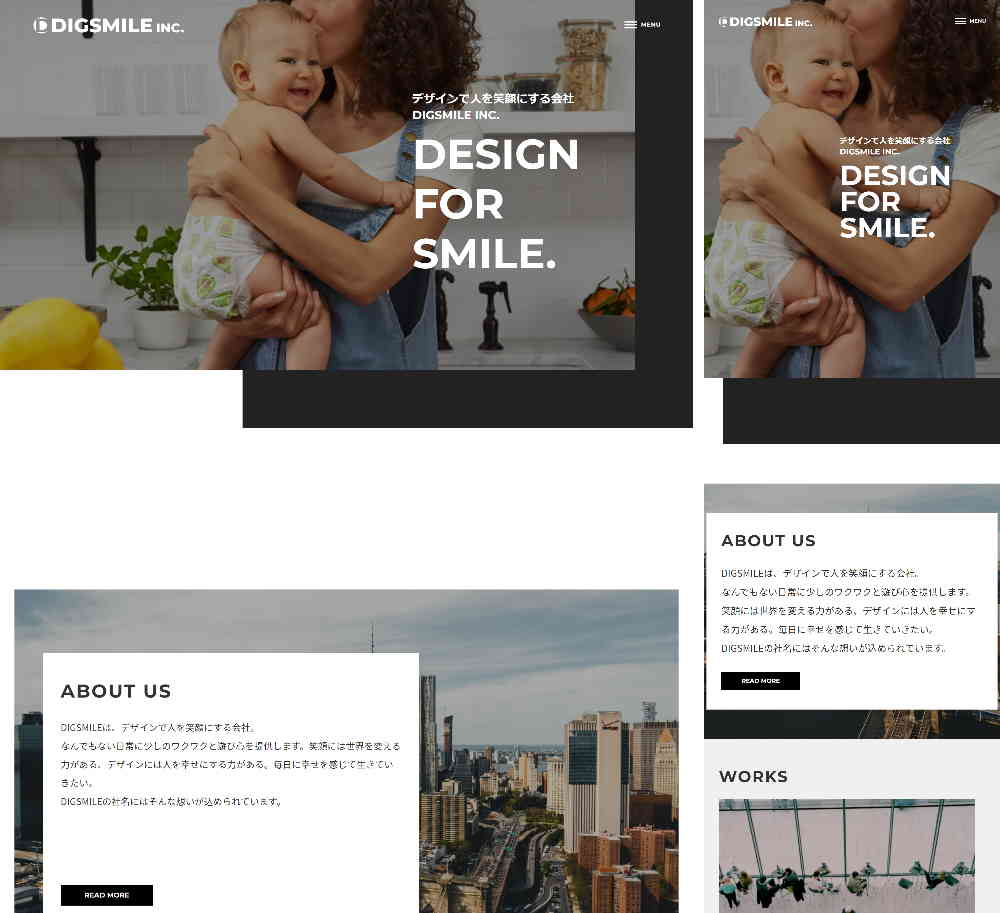 DIGSMILE INC.
MENU
デザインで人を笑顔にする会社
DIGSMILE INC.
DESIGN
FOR
SMILE.
ABOUT US
DIGSMILEは、デザインで人を笑顔にする会社。
なんでもない日常に少しのワクワクと遊び心を提供します。笑顔には世界を変える
力がある、デザインには人を幸せにする力がある。毎日に幸せを感じて生きてい
きたい。
DIGSMILEの社名にはそんな想いが込められています。
READ MORE
DIGSMILE INC.
MENU
デザインで人を笑顔にする会社
DIGSMILE INC.
DESIGN
FOR
SMILE.
ABOUT US
DIGSMILEは、デザインで人を笑顔にする会社。
なんでもない日常に少しのワクワクと遊び心を提供します。
笑顔には世界を変える力がある、デザインには人を幸せにす
る力がある。毎日に幸せを感じて生きていきたい。
DIGSMILEの社名にはそんな想いが込められています。
READ MORE
WORKS